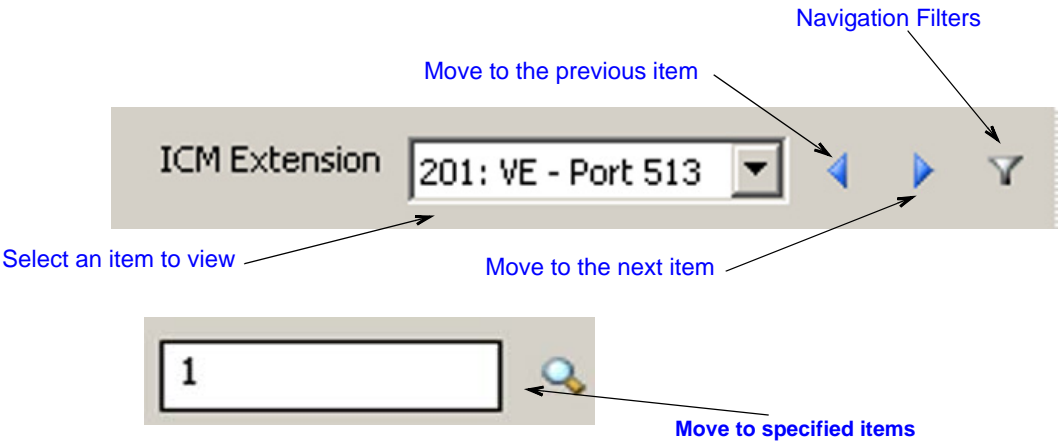 Navigation Filters
Move to the previous item
ICM Extension
201: VE - Port 513
Select an item to view
Move to the next item
1
Move to specified items